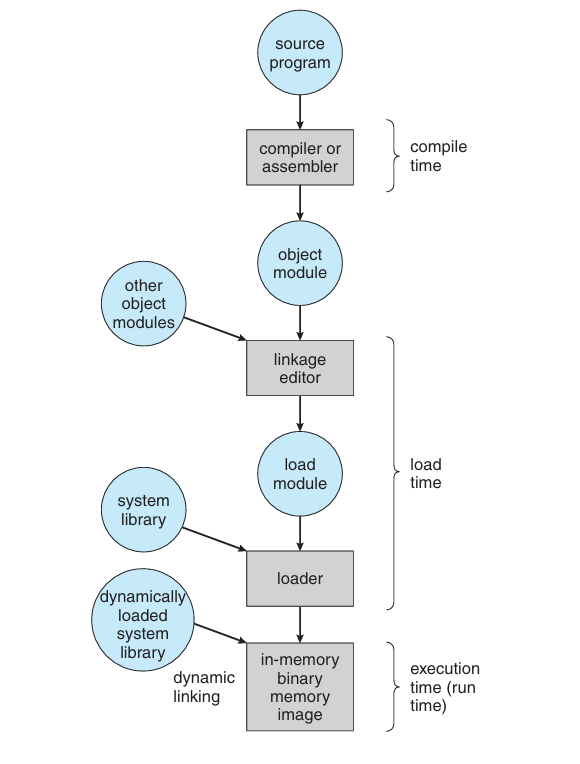 source
program
compiler or
assembler
compile
time
object
module
other
object
modules
linkage
editor
load
module
load
time
system
library
loader
dynamically
loaded
system
library
dynamic
linking
in-memory
binary
memory
image
execution
time (run
time)